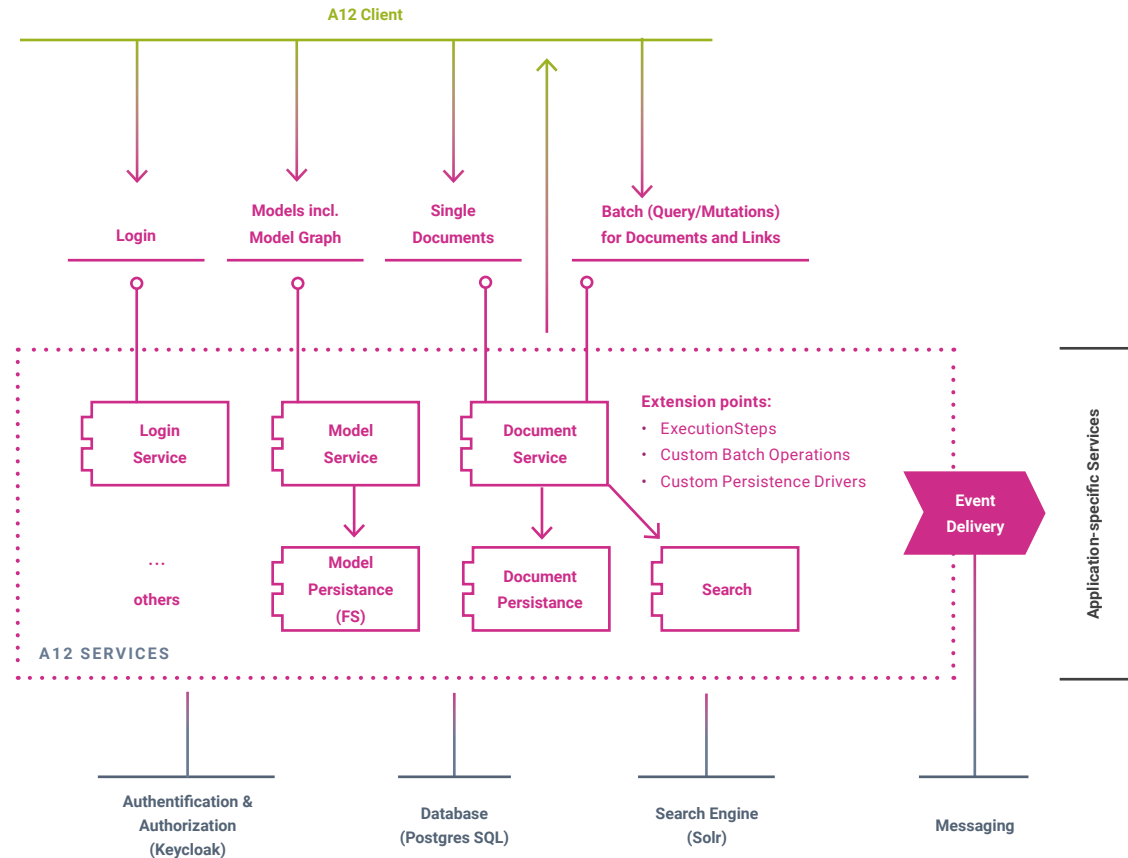 A12 Client
Login
Models incl.
Model Graph
Single
Documents
Batch (Query/Mutations)
for Documents and Links
Login
Service
Model
Service
Document
Service
Extension points:
• ExecutionSteps
• Custom Batch Operations
• Custom Persistence Drivers
Event
Delivery
Application-specific Services
...
others
Model
Persistance
(FS)
Document
Persistance
Search
A12 SERVICES
Authentification &
Authorization
(Keycloak)
Database
(Postgres SQL)
Search Engine
(Solr)
Messaging